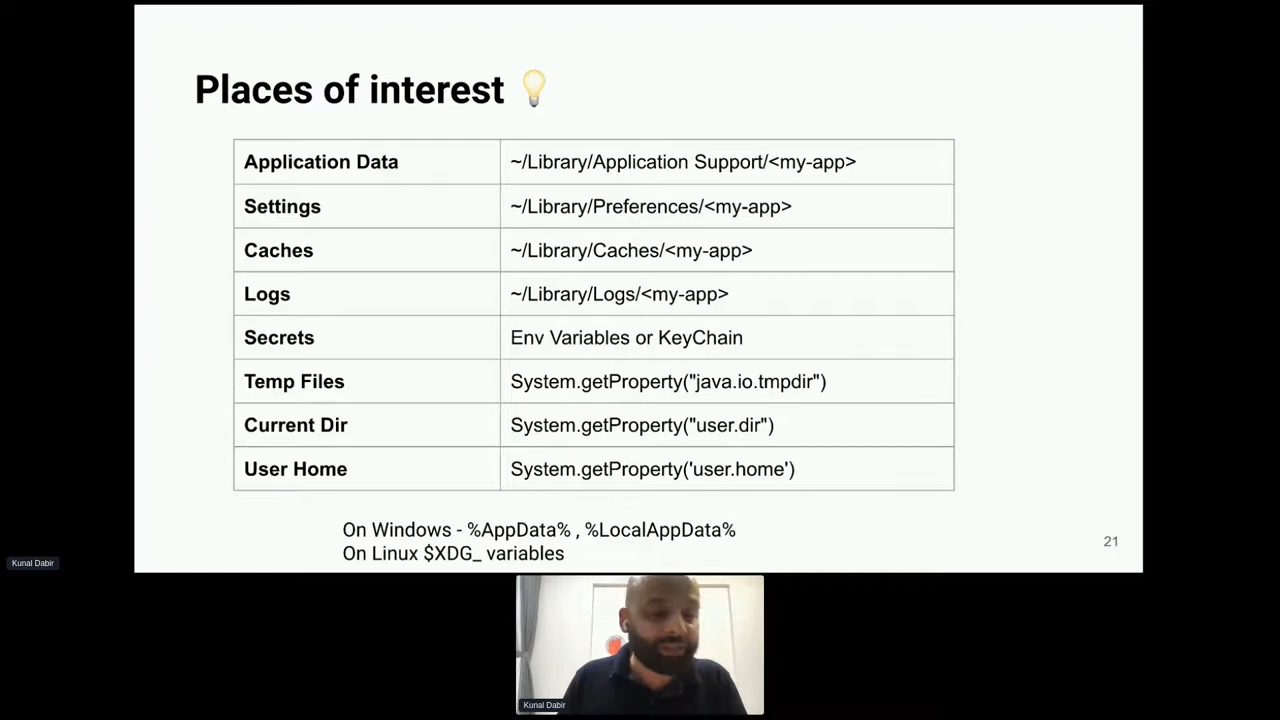 Places of interest 💡
Application Data ~/Library/Application Support/<my-app>
Settings ~/Library/Preferences/<my-app>
Caches ~/Library/Caches/<my-app>
Logs ~/Library/Logs/<my-app>
Secrets Env Variables or KeyChain
Temp Files System.getProperty("java.io.tmpdir")
Current Dir System.getProperty("user.dir")
User Home System.getProperty('user.home')
On Windows - %AppData% , %LocalAppData%
On Linux $XDG_ variables
21
Kunal Dabir
Kunal Dabir